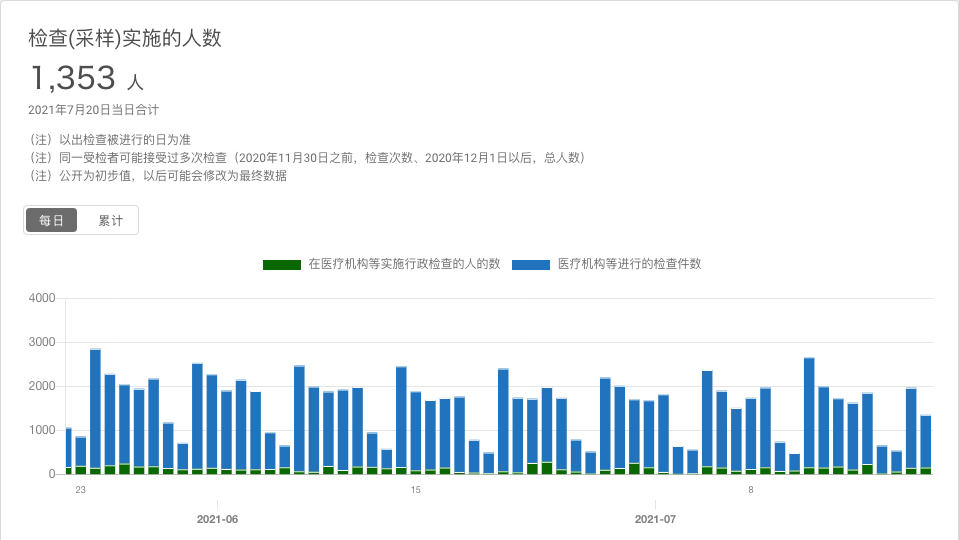 检查(采样)实施的人数
1,353 人
2021年7月20日当日合计
（注）以出检查被进行的日为准
（注）同一受检者可能接受过多次检查（2020年11月30日之前，检查次数、2020年12月1日以后，总人数）
（注）公开为初步值，以后可能会修改为最终数据
每日 累计
在医疗机构等实施行政检查的人的数 医疗机构等进行的检查件数
4000
3000
2000
1000
0
23 15 8
2021-06 2021-07